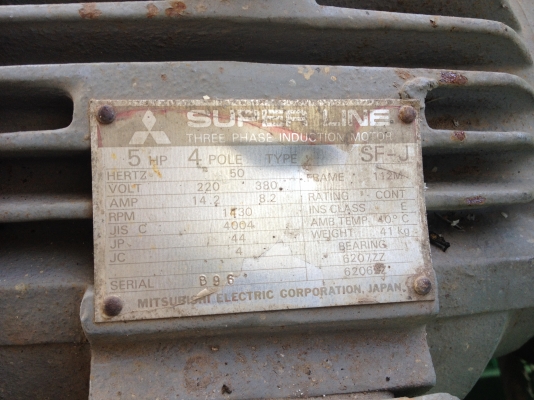 SUPER LINE
THREE PHASE INDUCTION MOTOR
5 HP 4 POLE TYPE SF-J
HERTZ 50 FRAME 112M
VOLT 220 380 RATING CONT
AMP 14.2 8.2 INS CLASS E
RPM 1430 AMB TEMP 40°C
JIS C 4004 WEIGHT 41 kg
JP 44 BEARING
JC 4 6207ZZ
SERIAL
MITSUBISHI ELECTRIC CORPORATION, JAPAN.